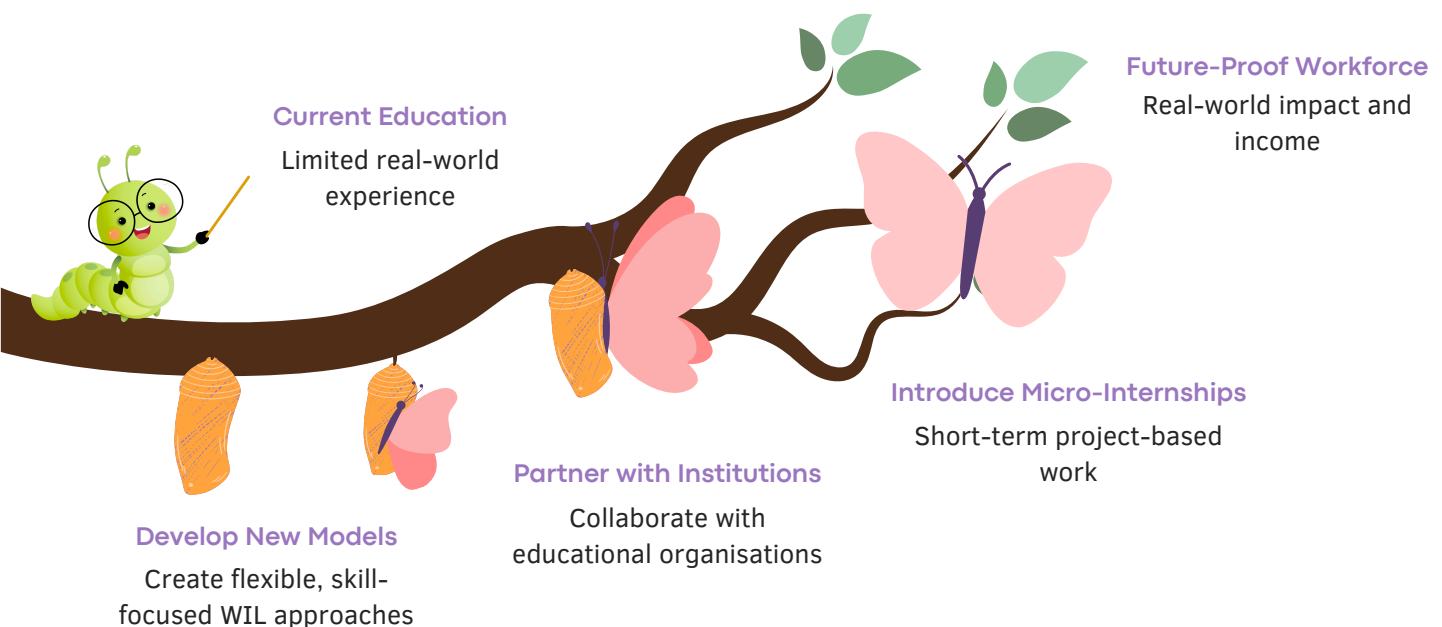 Current Education
Limited real-world
experience
Develop New Models
Create flexible, skill-
focused WIL approaches
Partner with Institutions
Collaborate with
educational organisations
Introduce Micro-Internships
Short-term project-based
work
Future-Proof Workforce
Real-world impact and
income